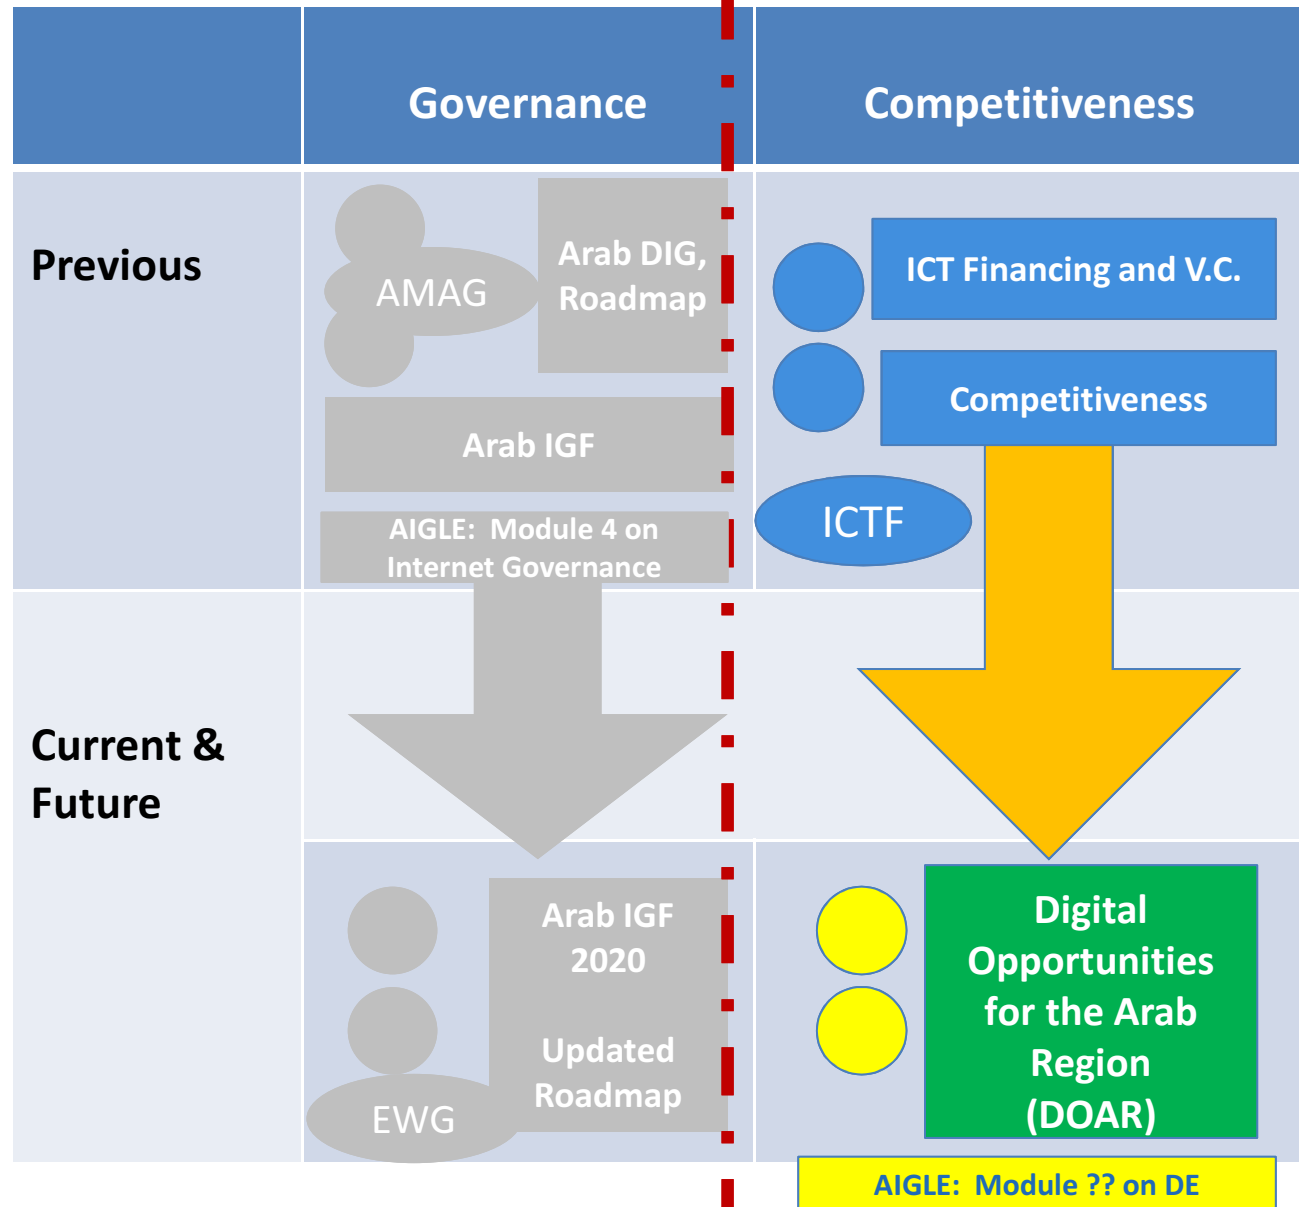 Governance
Competitiveness
Previous
AMAG
Arab DIG,
Roadmap
Arab IGF
AIGLE: Module 4 on
Internet Governance
ICT Financing and V.C.
Competitiveness
ICTF
Current &
Future
Arab IGF
2020
Updated
Roadmap
EWG
Digital
Opportunities
for the Arab
Region
(DOAR)
AIGLE: Module ?? on DE